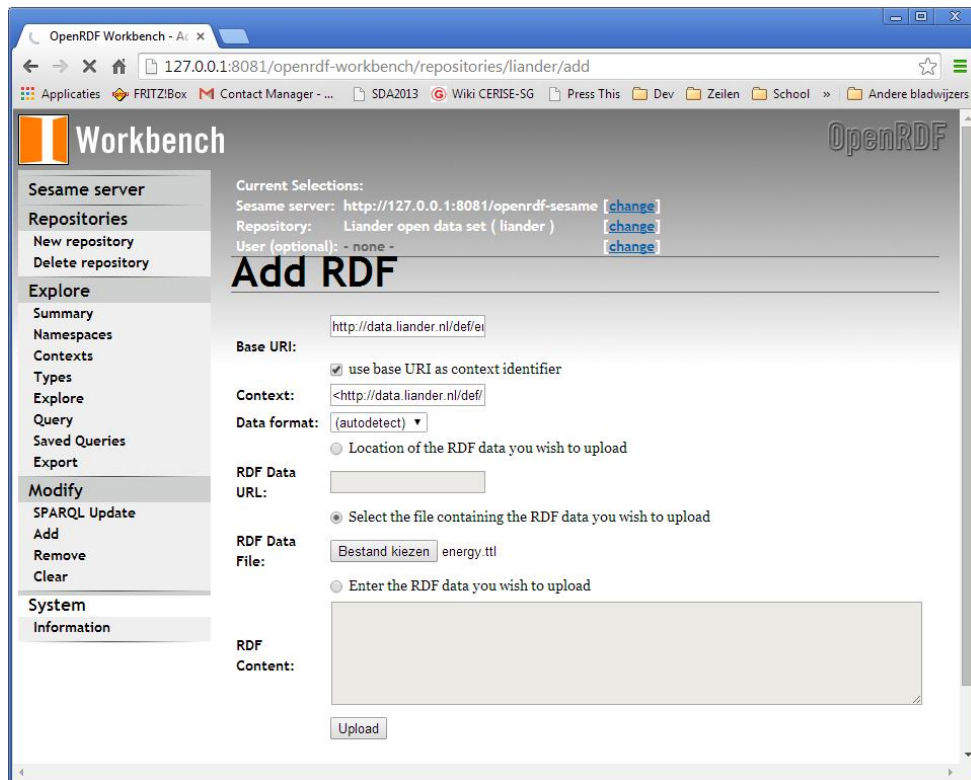 OpenRDF Workbench - Ac
127.0.0.1:8081/openrdf-workbench/repositories/liander/add
Applicaties FRITZ!Box Contact Manager - ... SDA2013 Wiki CERISE-SG Press This Dev Zeilen School » Andere bladwijzers
Workbench
OpenRDF
Sesame server
Repositories
New repository
Delete repository
Explore
Summary
Namespaces
Contexts
Types
Explore
Query
Saved Queries
Export
Modify
SPARQL Update
Add
Remove
Clear
System
Information
Current Selections:
Sesame server: http://127.0.0.1:8081/openrdf-sesame [change]
Repository: Liander open data set ( liander ) [change]
User (optional): - none - [change]
Add RDF
Base URI: http://data.liander.nl/def/en
use base URI as context identifier
Context: <http://data.liander.nl/def/
Data format: (autodetect)
Location of the RDF data you wish to upload
RDF Data
URL:
Select the file containing the RDF data you wish to upload
RDF Data
File:
Bestand kiezen energy.ttl
Enter the RDF data you wish to upload
RDF
Content:
Upload